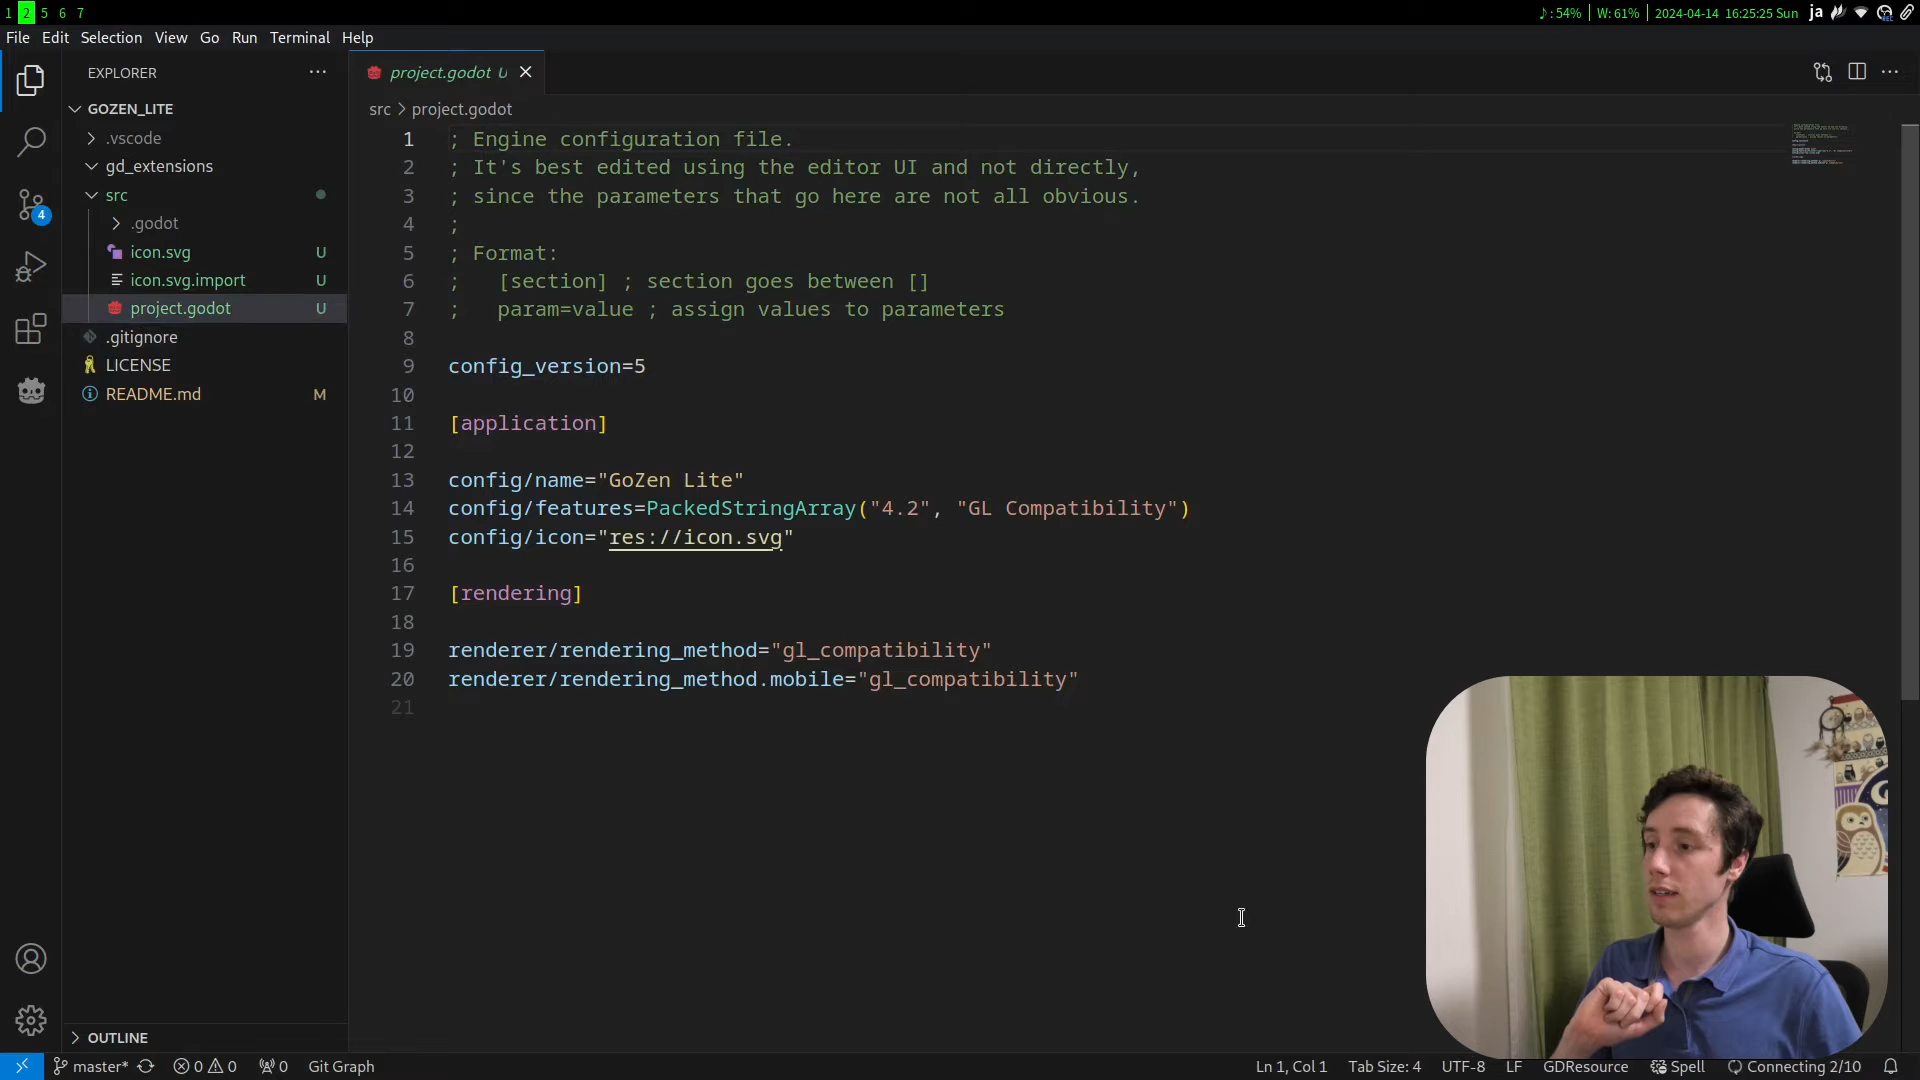 1 2 5 6 7
♪: 54% | W: 61% | 2024-04-14 16:25:25 Sun ja
File Edit Selection View Go Run Terminal Help
EXPLORER
project.godot U
GOZEN_LITE
src > project.godot
.vscode
gd_extensions
src
.godot
icon.svg U
icon.svg.import U
project.godot U
.gitignore
LICENSE
README.md M
4
1 ; Engine configuration file.
2 ; It's best edited using the editor UI and not directly,
3 ; since the parameters that go here are not all obvious.
4 ;
5 ; Format:
6 ;   [section] ; section goes between []
7 ;   param=value ; assign values to parameters
8
9 config_version=5
10
11 [application]
12
13 config/name="GoZen Lite"
14 config/features=PackedStringArray("4.2", "GL Compatibility")
15 config/icon="res://icon.svg"
16
17 [rendering]
18
19 renderer/rendering_method="gl_compatibility"
20 renderer/rendering_method.mobile="gl_compatibility"
21
OUTLINE
master* 0 0 0 Git Graph
Ln 1, Col 1 Tab Size: 4 UTF-8 LF GDResource Spell Connecting 2/10